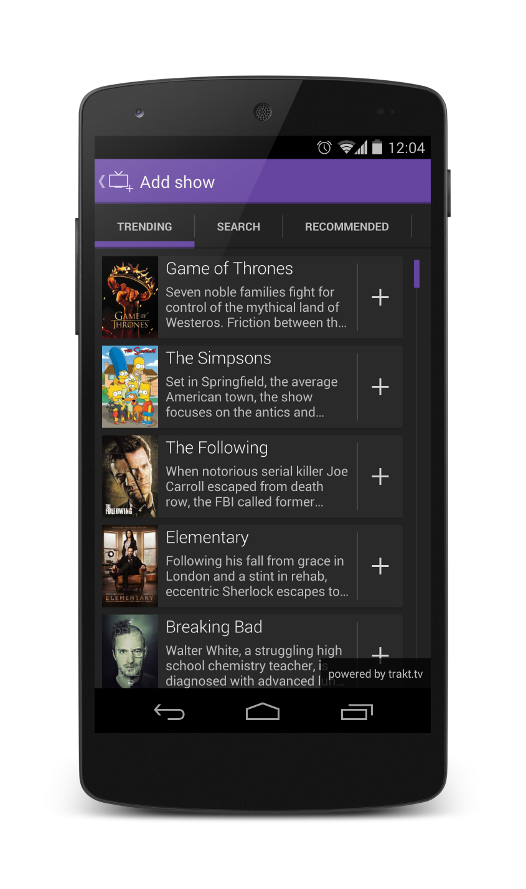 12:04
Add show
TRENDING
SEARCH
RECOMMENDED
Game of Thrones
Seven noble families fight for
control of the mythical land of
Westeros. Friction between th…
GAME OF
THRONES
The Simpsons
Set in Springfield, the average
American town, the show
focuses on the antics and…
The Following
When notorious serial killer Joe
Carroll escaped from death
row, the FBI called former…
THE
FOLLOWING
Elementary
Following his fall from grace in
London and a stint in rehab,
eccentric Sherlock escapes to…
ELEMENTARY
Breaking Bad
Walter White, a struggling high
school chemistry teacher, is
diagnosed with advanced
powered by trakt.tv